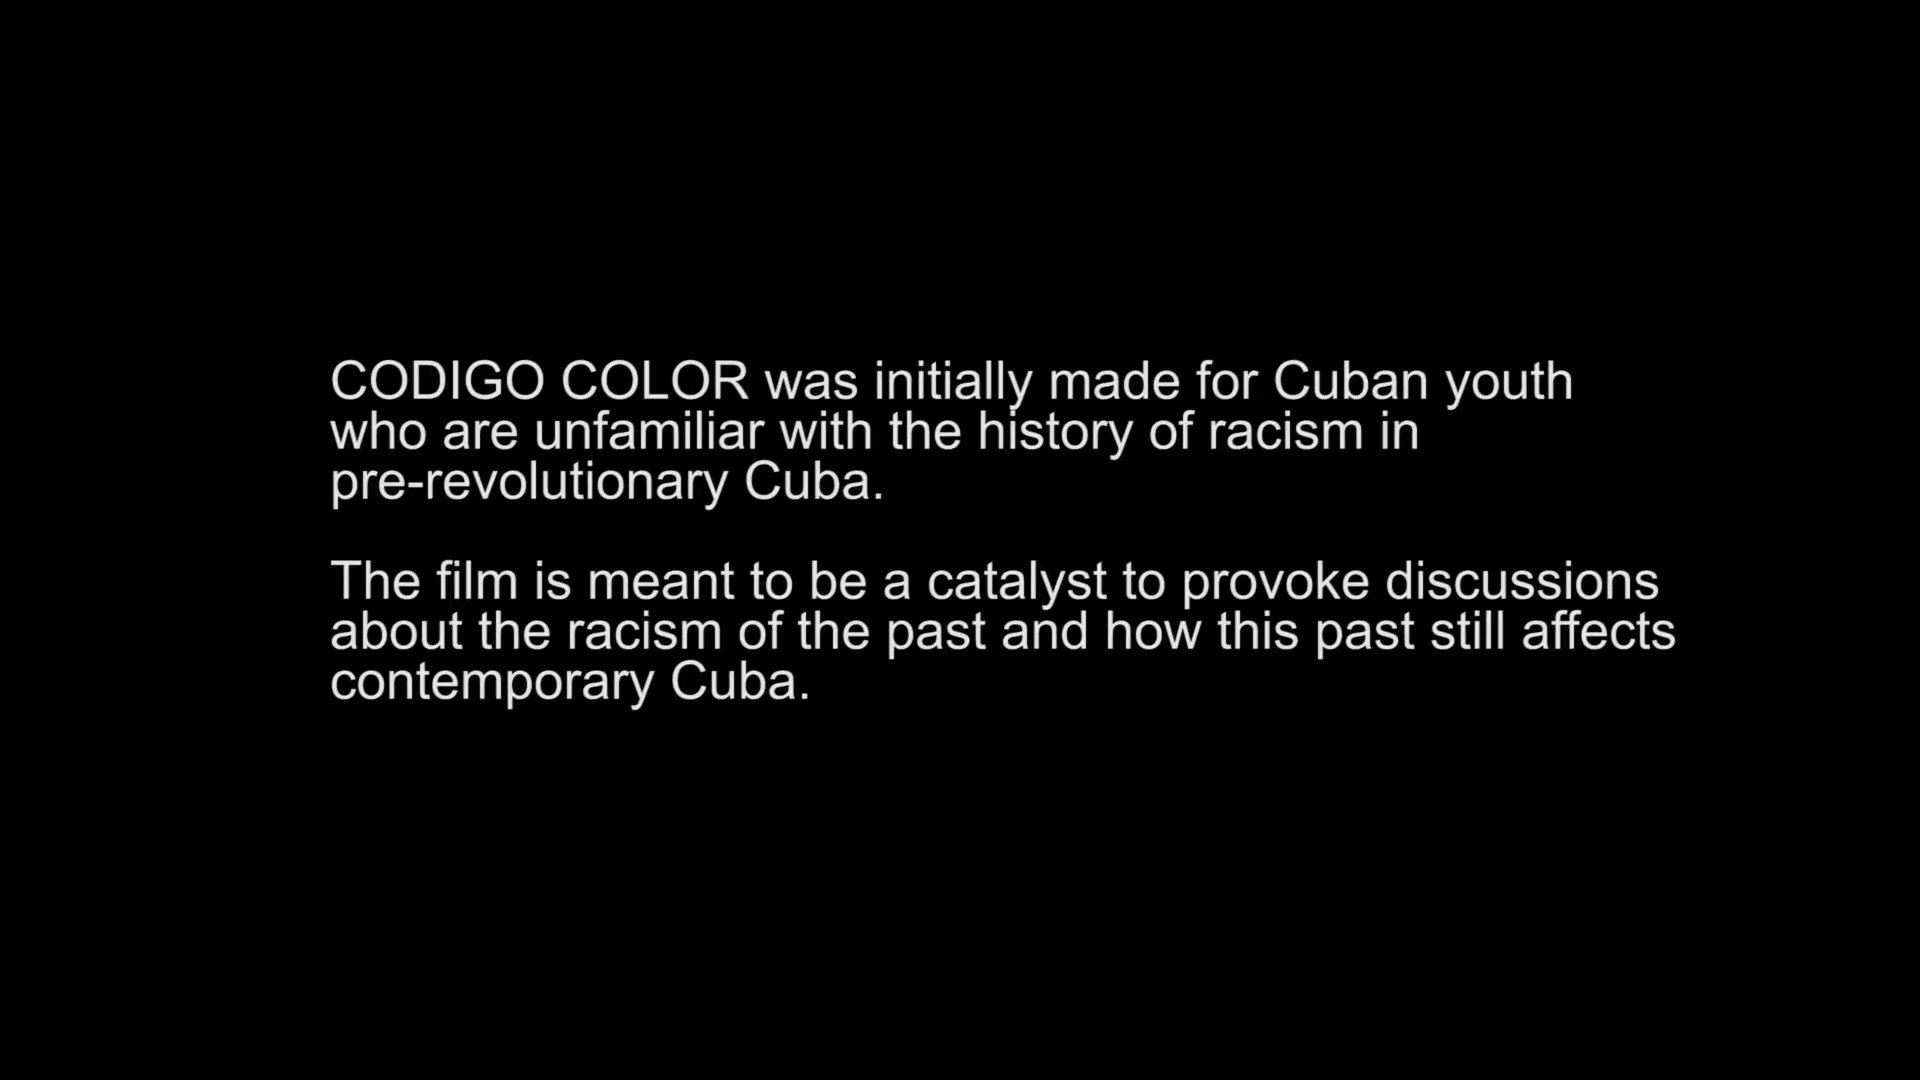 CODIGO COLOR was initially made for Cuban youth
who are unfamiliar with the history of racism in
pre-revolutionary Cuba.
The film is meant to be a catalyst to provoke discussions
about the racism of the past and how this past still affects
contemporary Cuba.